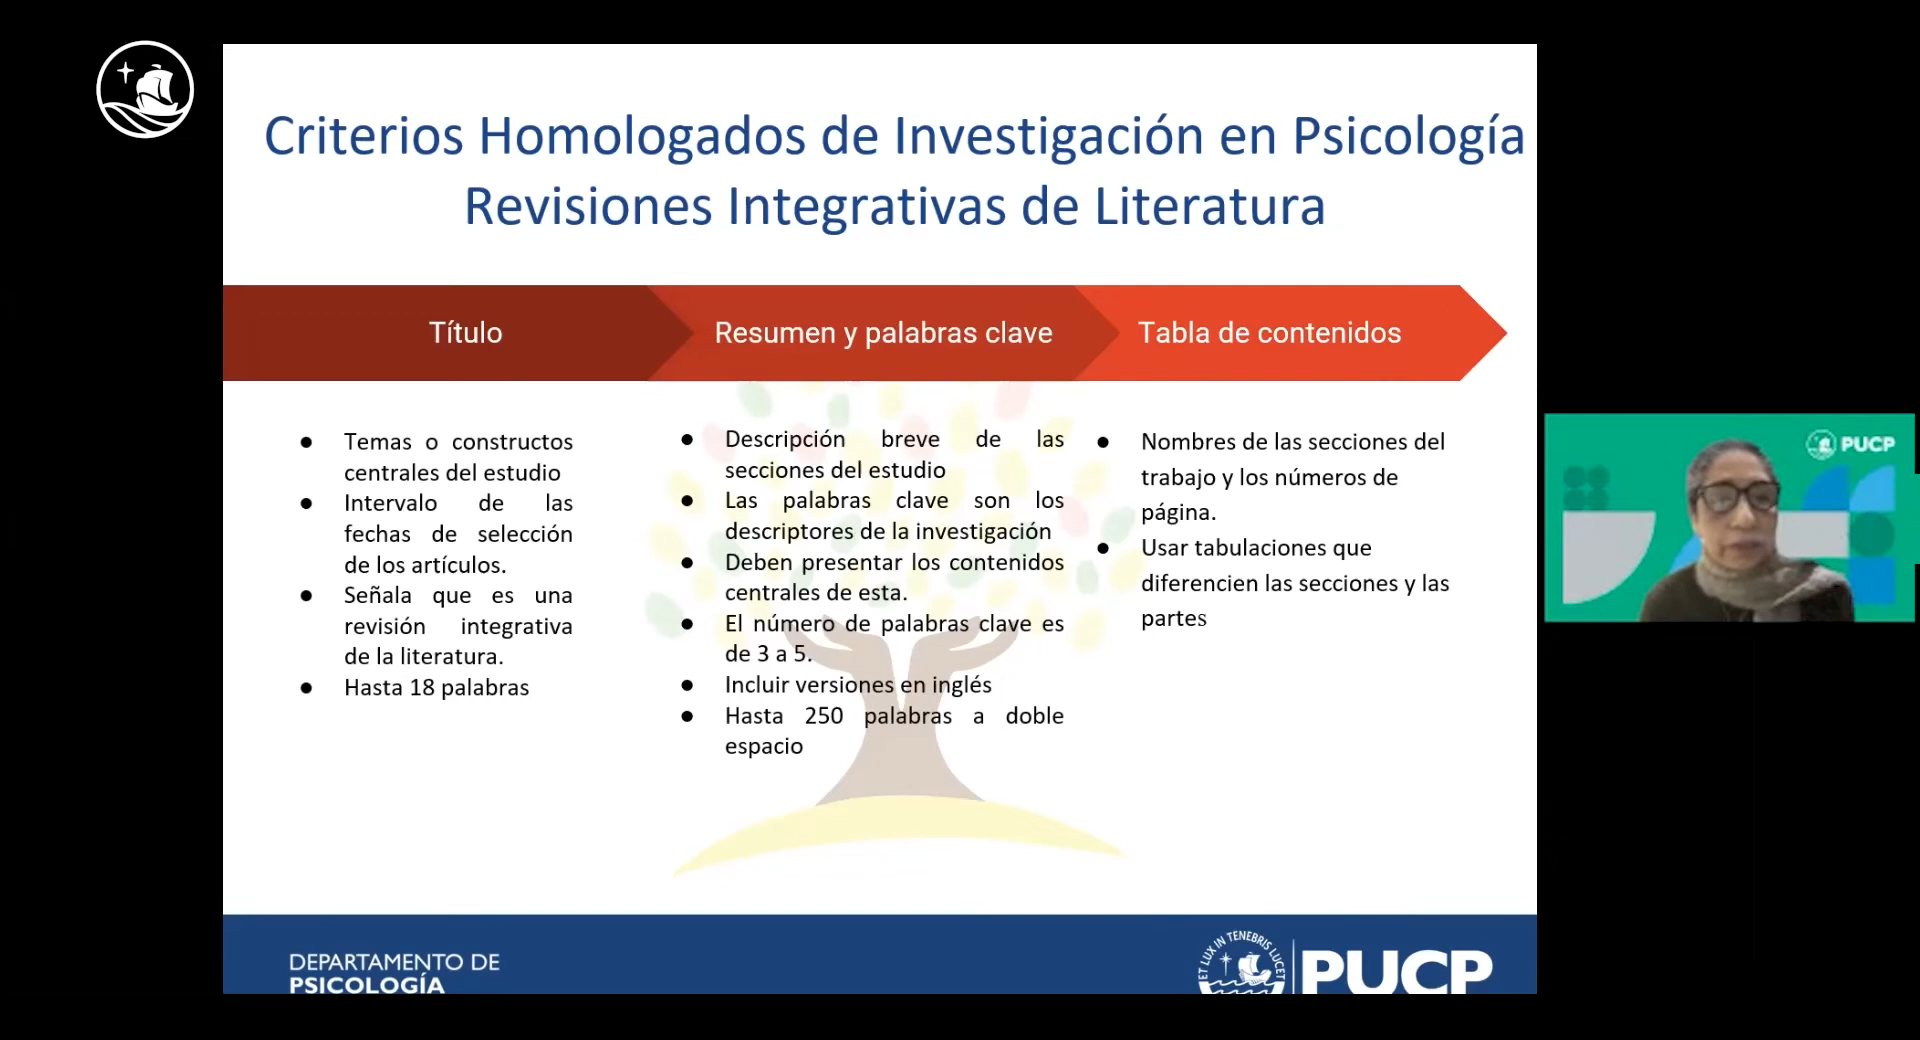 Criterios Homologados de Investigación en Psicología
Revisiones Integrativas de Literatura
Título
Resumen y palabras clave
Tabla de contenidos
● Temas o constructos
centrales del estudio
● Intervalo de las
fechas de selección
de los artículos.
● Señala que es una
revisión integrativa
de la literatura.
● Hasta 18 palabras
● Descripción breve de las
secciones del estudio
● Las palabras clave son los
descriptores de la investigación
● Deben presentar los contenidos
centrales de esta.
● El número de palabras clave es
de 3 a 5.
● Incluir versiones en inglés
● Hasta 250 palabras a doble
espacio
● Nombres de las secciones del
trabajo y los números de
página.
● Usar tabulaciones que
diferencien las secciones y las
partes
PUCP
DEPARTAMENTO DE
PSICOLOGÍA
ET LUX IN TENEBRIS LUCET
PUCP